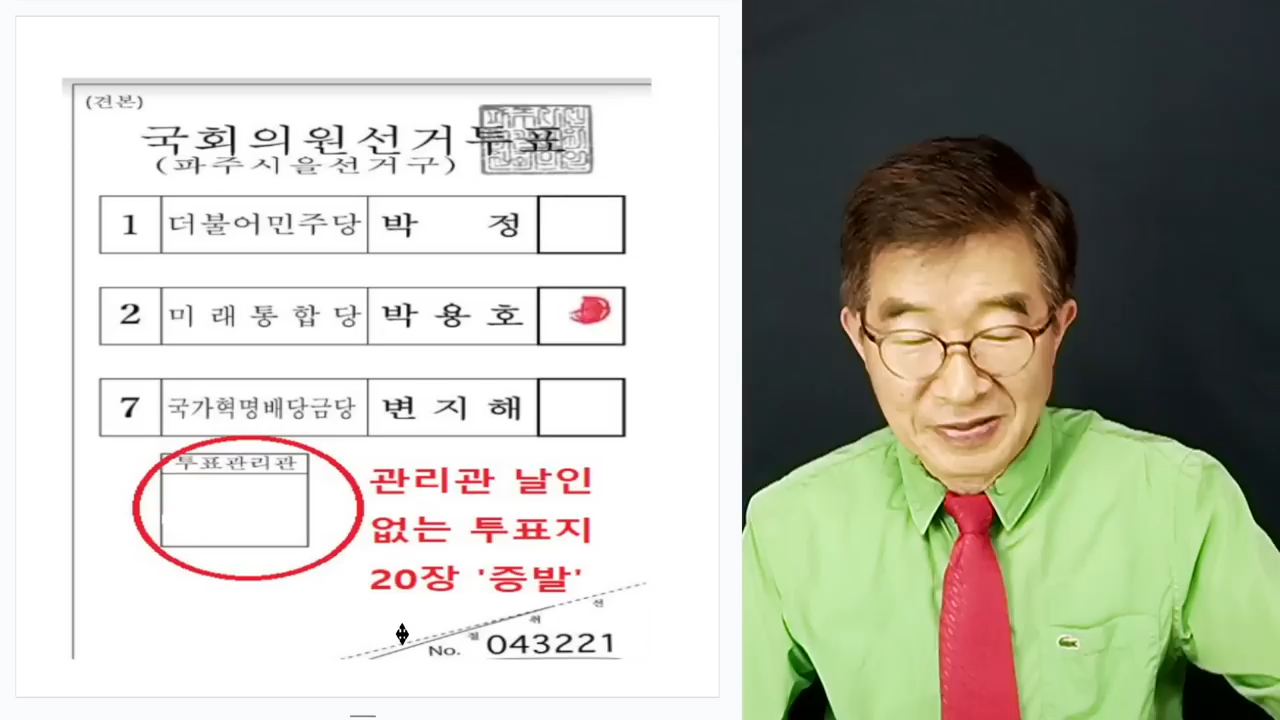 (견본)
국회의원선거투표
(파주시을선거구)
1 더불어민주당 박 정
2 미래통합당 박용호
7 국가혁명배당금당 변지해
투표관리관
관리관 날인
없는 투표지
20장 '증발'
절 취 선
No. 043221